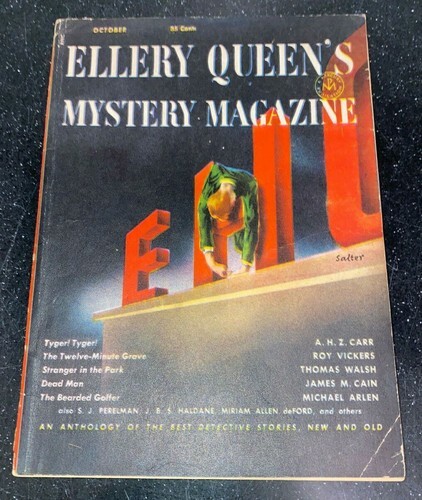 OCTOBER 35 Cents
ELLERY QUEEN'S
MYSTERY MAGAZINE
EPIC
Salter
Tyger! Tyger! A. H. Z. CARR
The Twelve-Minute Grave ROY VICKERS
Stranger in the Park THOMAS WALSH
Dead Man JAMES M. CAIN
The Bearded Golfer MICHAEL ARLEN
also S. J. PERELMAN J. B. S. HALDANE, MIRIAM ALLEN deFORD, and others
AN ANTHOLOGY OF THE BEST DETECTIVE STORIES, NEW AND OLD